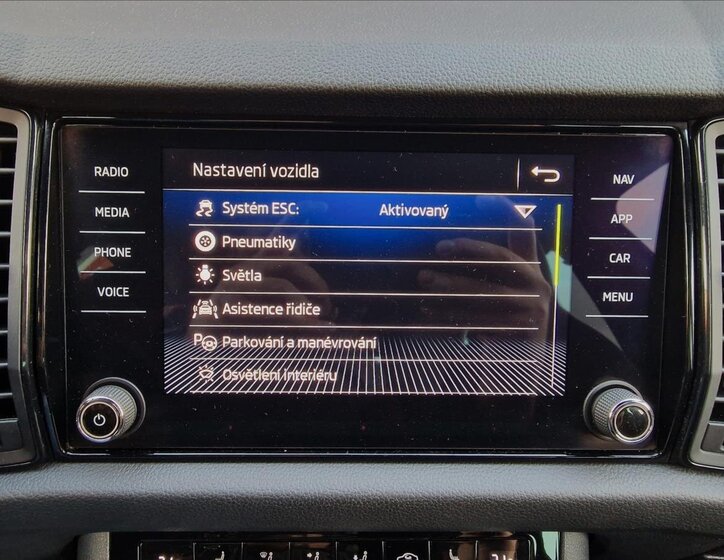 RADIO
MEDIA
PHONE
VOICE
Nastavení vozidla
Systém ESC: Aktivovaný
Pneumatiky
Světla
Asistence řidiče
Parkování a manévrování
Osvětlení interiéru
NAV
APP
CAR
MENU